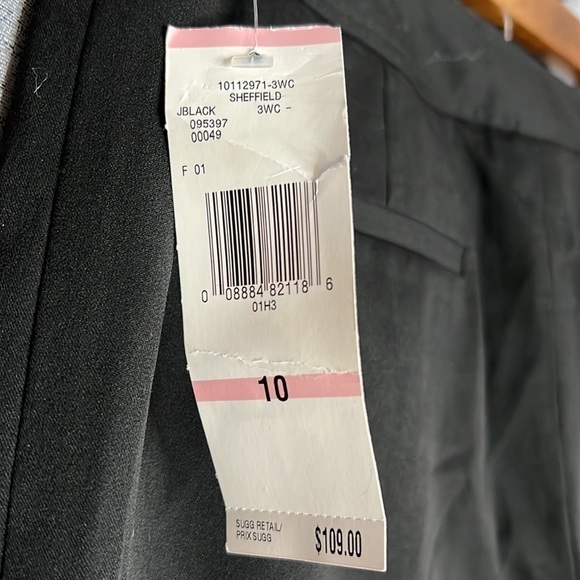 10112971-3WC
SHEFFIELD
JBLACK 3WC -
095397
00049
F 01
0 08884 82118 6
01H3
10
SUGG RETAIL/
PRIX SUGG
$109.00